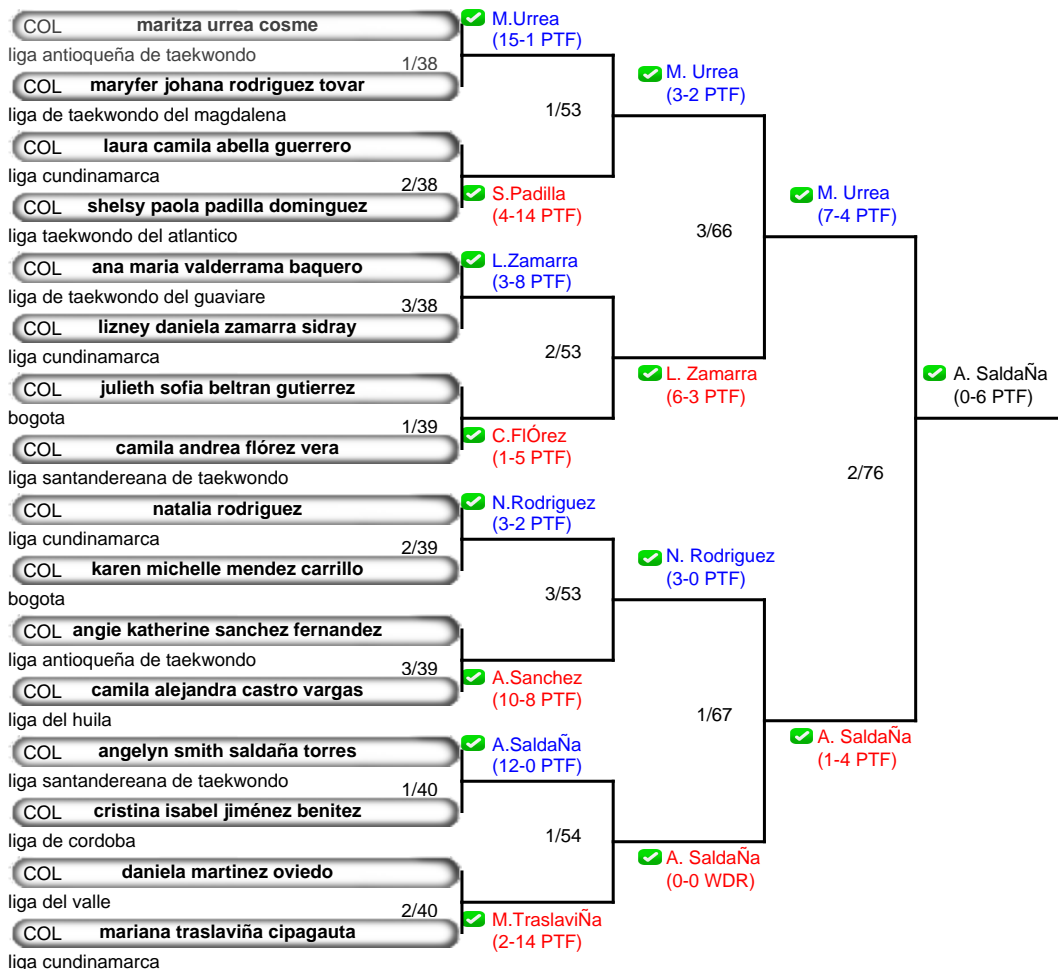 COL maritza urrea cosme
liga antioqueña de taekwondo
1/38
COL maryfer johana rodriguez tovar
liga de taekwondo del magdalena
COL laura camila abella guerrero
liga cundinamarca
2/38
COL shelsy paola padilla dominguez
liga taekwondo del atlantico
COL ana maria valderrama baquero
liga de taekwondo del guaviare
3/38
COL lizney daniela zamarra sidray
liga cundinamarca
COL julieth sofia beltran gutierrez
bogota
1/39
COL camila andrea flórez vera
liga santandereana de taekwondo
COL natalia rodriguez
liga cundinamarca
2/39
COL karen michelle mendez carrillo
bogota
COL angie katherine sanchez fernandez
liga antioqueña de taekwondo
3/39
COL camila alejandra castro vargas
liga del huila
COL angelyn smith saldaña torres
liga santandereana de taekwondo
1/40
COL cristina isabel jiménez benitez
liga de cordoba
COL daniela martinez oviedo
liga del valle
2/40
COL mariana traslaviña cipagauta
liga cundinamarca
M.Urrea
(15-1 PTF)
1/53
S.Padilla
(4-14 PTF)
L.Zamarra
(3-8 PTF)
2/53
C.FlÓrez
(1-5 PTF)
N.Rodriguez
(3-2 PTF)
3/53
A.Sanchez
(10-8 PTF)
A.SaldaÑa
(12-0 PTF)
1/54
M.TraslaviÑa
(2-14 PTF)
M. Urrea
(3-2 PTF)
3/66
L. Zamarra
(6-3 PTF)
N. Rodriguez
(3-0 PTF)
1/67
A. SaldaÑa
(0-0 WDR)
M. Urrea
(7-4 PTF)
2/76
A. SaldaÑa
(1-4 PTF)
A. SaldaÑa
(0-6 PTF)